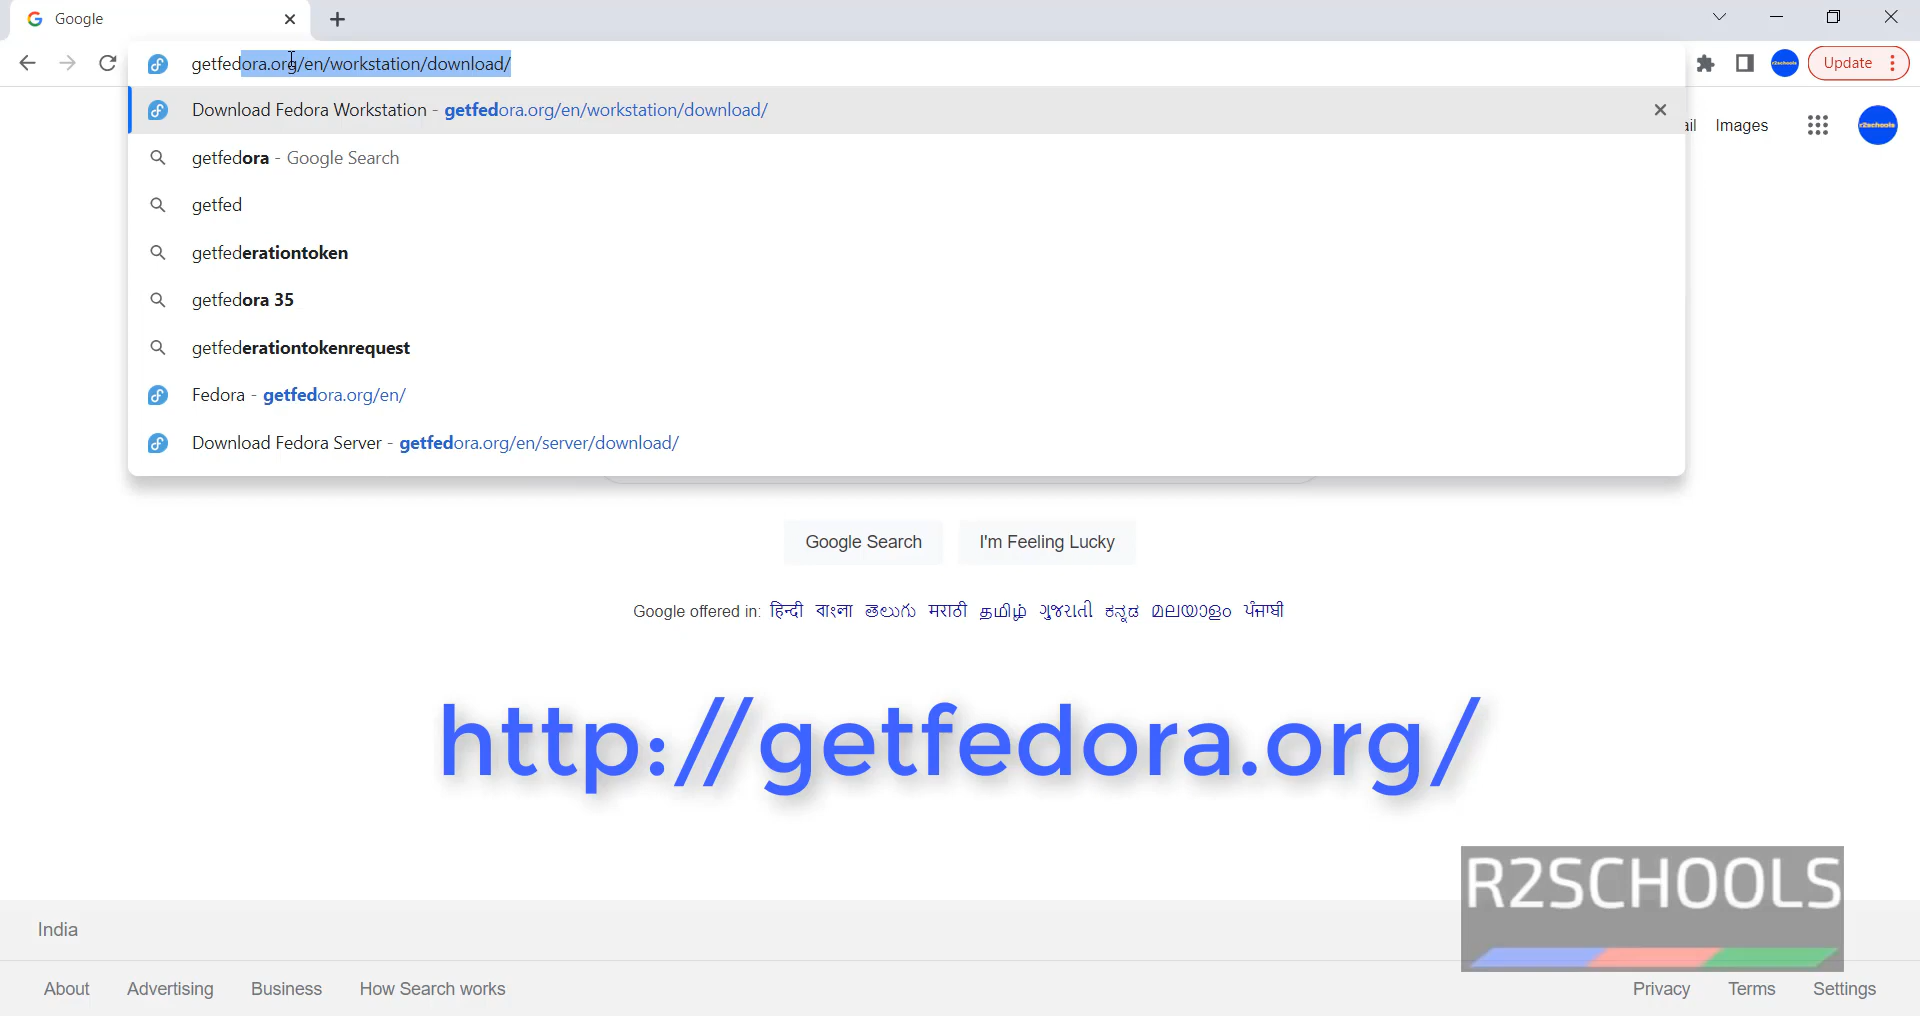 Google
getfedora.org/en/workstation/download/
Update
Download Fedora Workstation - getfedora.org/en/workstation/download/
ail Images
r2schools
getfedora - Google Search
getfed
getfederationtoken
getfedora 35
getfederationtokenrequest
Fedora - getfedora.org/en/
Download Fedora Server - getfedora.org/en/server/download/
Google Search I'm Feeling Lucky
Google offered in: हिन्दी বাংলা తెలుగు मराठी தமிழ் ગુજરાતી ಕನ್ನಡ മലയാളം ਪੰਜਾਬੀ
http://getfedora.org/
R2SCHOOLS
India
About Advertising Business How Search works Privacy Terms Settings